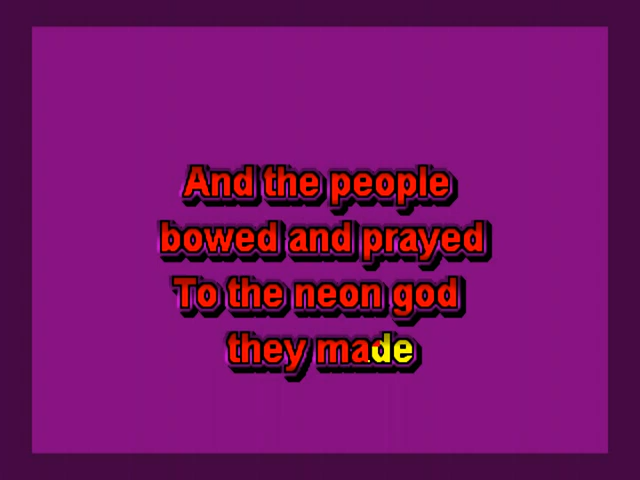 And the people
bowed and prayed
To the neon god
they made